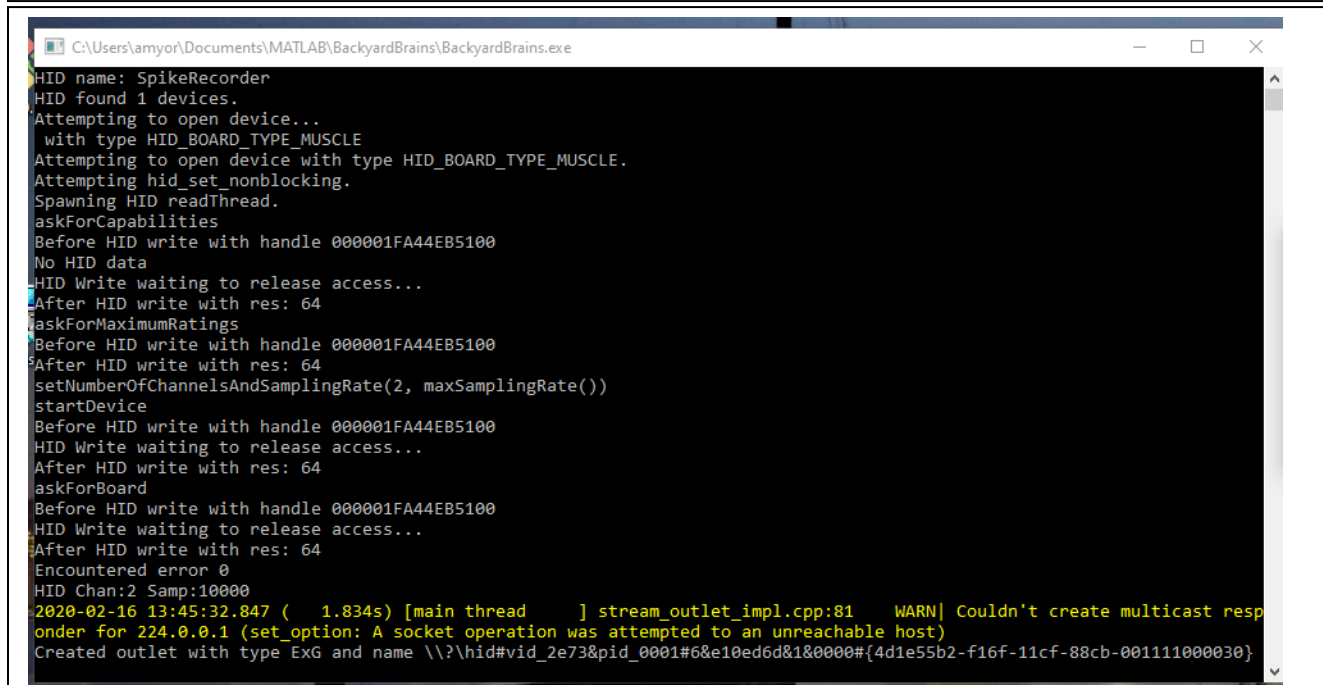 C:\Users\amyor\Documents\MATLAB\BackyardBrains\BackyardBrains.exe
HID name: SpikeRecorder
HID found 1 devices.
Attempting to open device...
 with type HID_BOARD_TYPE_MUSCLE
Attempting to open device with type HID_BOARD_TYPE_MUSCLE.
Attempting hid_set_nonblocking.
Spawning HID readThread.
askForCapabilities
Before HID write with handle 000001FA44EB5100
No HID data
HID Write waiting to release access...
After HID write with res: 64
askForMaximumRatings
Before HID write with handle 000001FA44EB5100
After HID write with res: 64
setNumberOfChannelsAndSamplingRate(2, maxSamplingRate())
startDevice
Before HID write with handle 000001FA44EB5100
HID Write waiting to release access...
After HID write with res: 64
askForBoard
Before HID write with handle 000001FA44EB5100
HID Write waiting to release access...
After HID write with res: 64
Encountered error 0
HID Chan:2 Samp:10000
2020-02-16 13:45:32.847 (   1.834s) [main thread     ] stream_outlet_impl.cpp:81    WARN| Couldn't create multicast resp
onder for 224.0.0.1 (set_option: A socket operation was attempted to an unreachable host)
Created outlet with type ExG and name \\?\hid#vid_2e73&pid_0001#6&e10ed6d&1&0000#{4d1e55b2-f16f-11cf-88cb-001111000030}